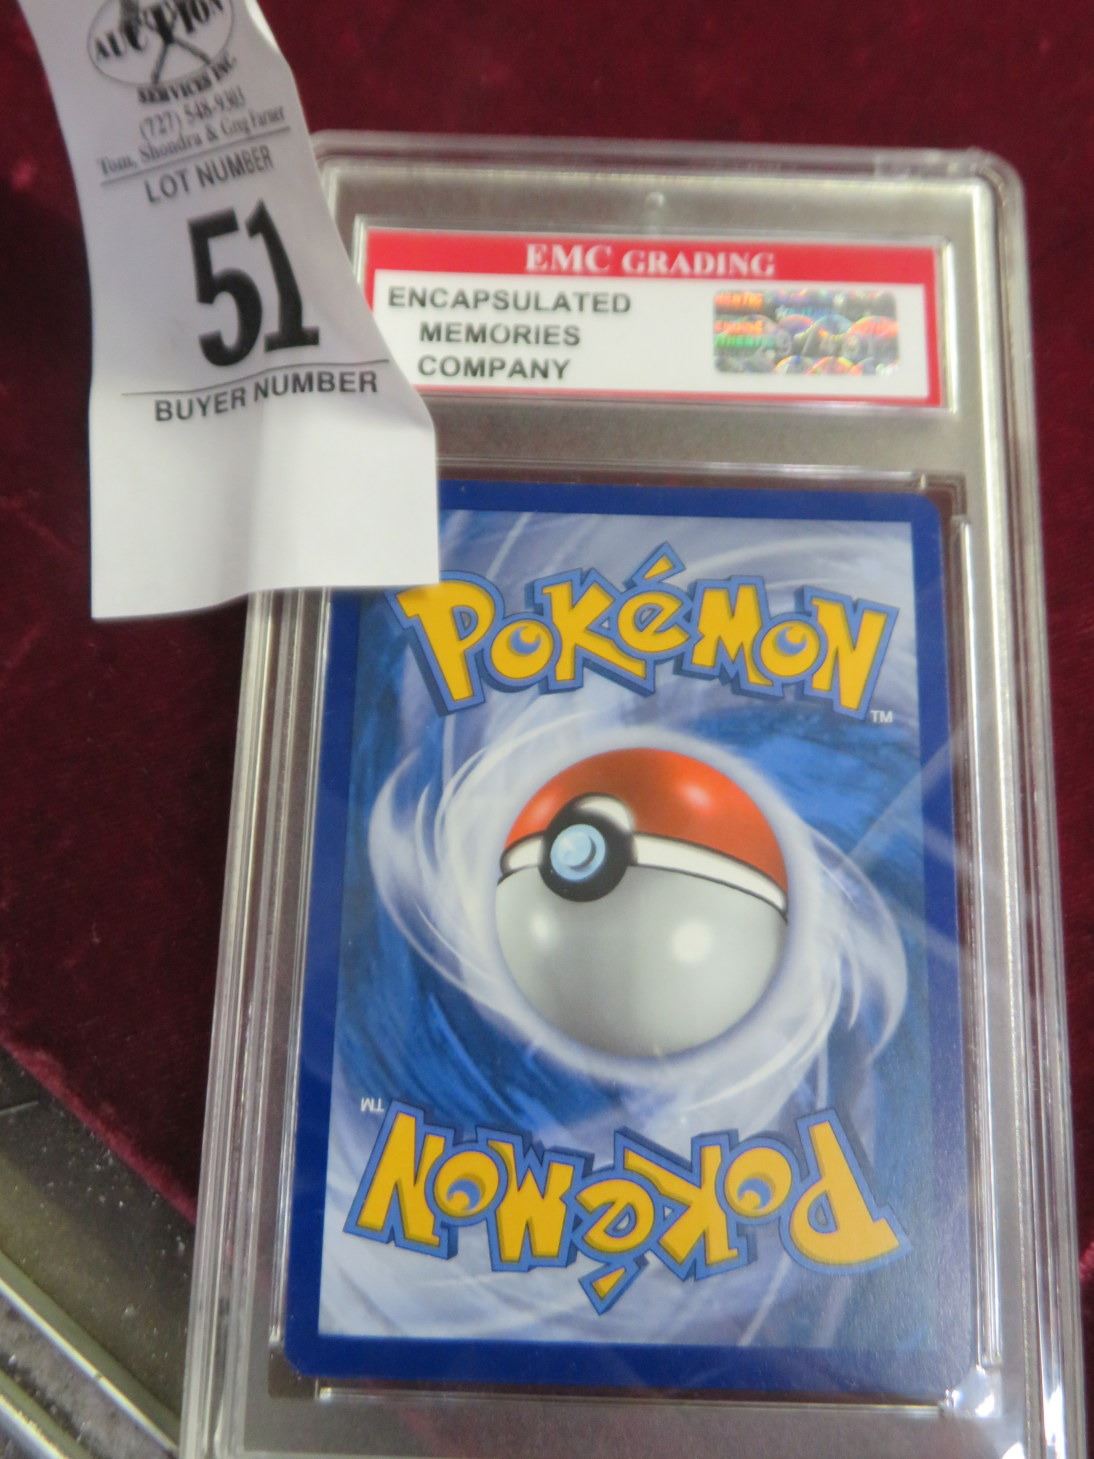 AUCTION
SERVICES INC
(727) 548-9303
Tom, Shondra & Greg Farner
LOT NUMBER
51
BUYER NUMBER
EMC GRADING
ENCAPSULATED
MEMORIES
COMPANY
POKéMON
TM
TM
POKéMON